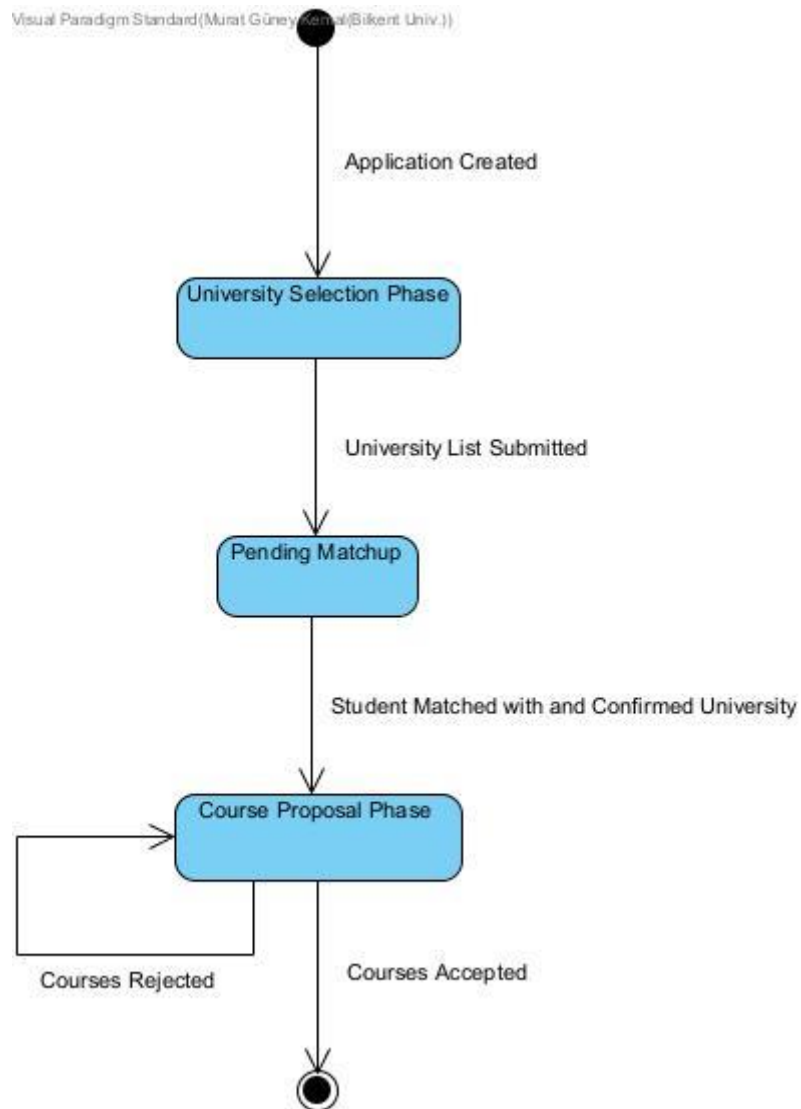 Visual Paradigm Standard(Murat Güney Kemal(Bilkent Univ.))
Application Created
University Selection Phase
University List Submitted
Pending Matchup
Student Matched with and Confirmed University
Course Proposal Phase
Courses Rejected
Courses Accepted